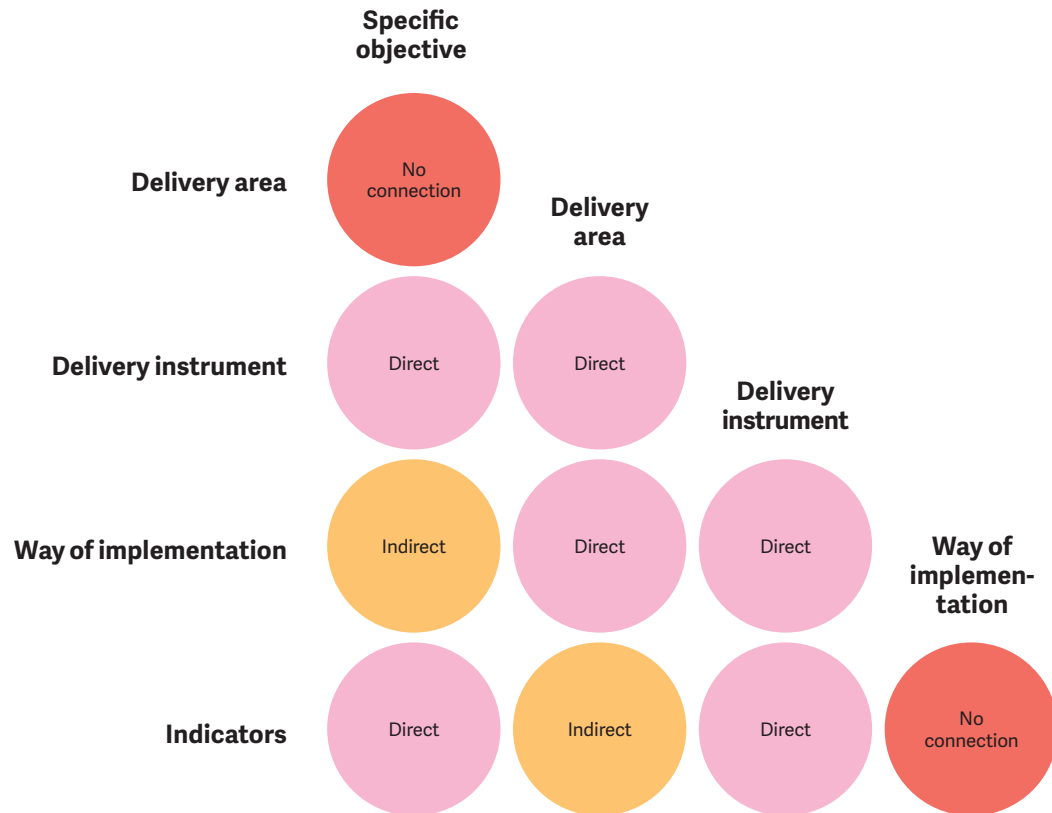 Specific
objective
Delivery area
No
connection
Delivery
area
Delivery instrument
Direct
Direct
Delivery
instrument
Way of implementation
Indirect
Direct
Direct
Way of
implemen-
tation
Indicators
Direct
Indirect
Direct
No
connection